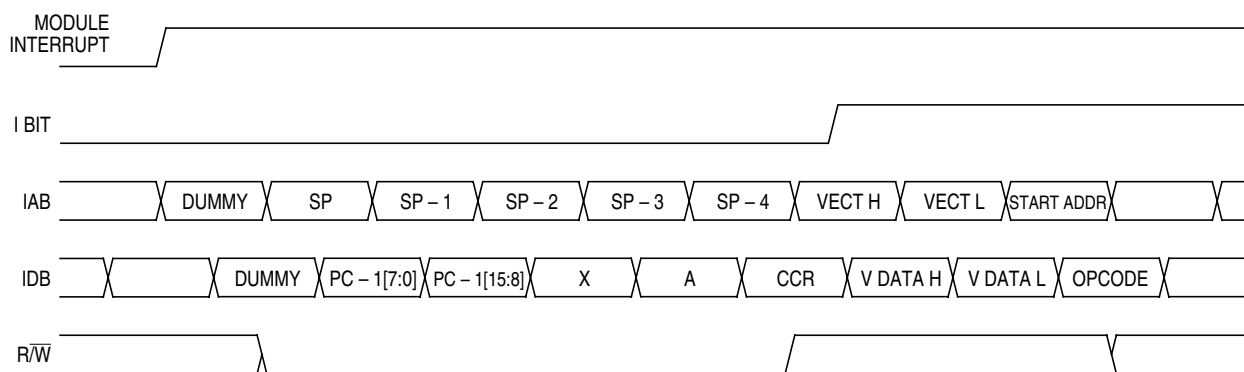 MODULE
INTERRUPT
I BIT
IAB DUMMY SP SP – 1 SP – 2 SP – 3 SP – 4 VECT H VECT L START ADDR
IDB DUMMY PC – 1[7:0] PC – 1[15:8] X A CCR V DATA H V DATA L OPCODE
R/W̅